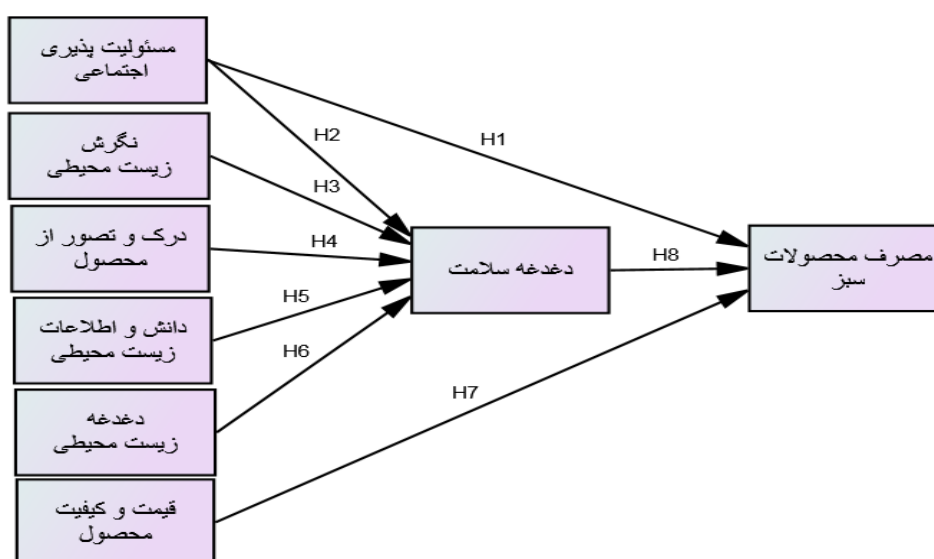 مسئولیت پذیری
اجتماعی
نگرش
زیست محیطی
درک و تصور از
محصول
دانش و اطلاعات
زیست محیطی
دغدغه
زیست محیطی
قیمت و کیفیت
محصول
H1
H2
H3
H4
H5
H6
دغدغه سلامت
H8
H7
مصرف محصولات
سبز